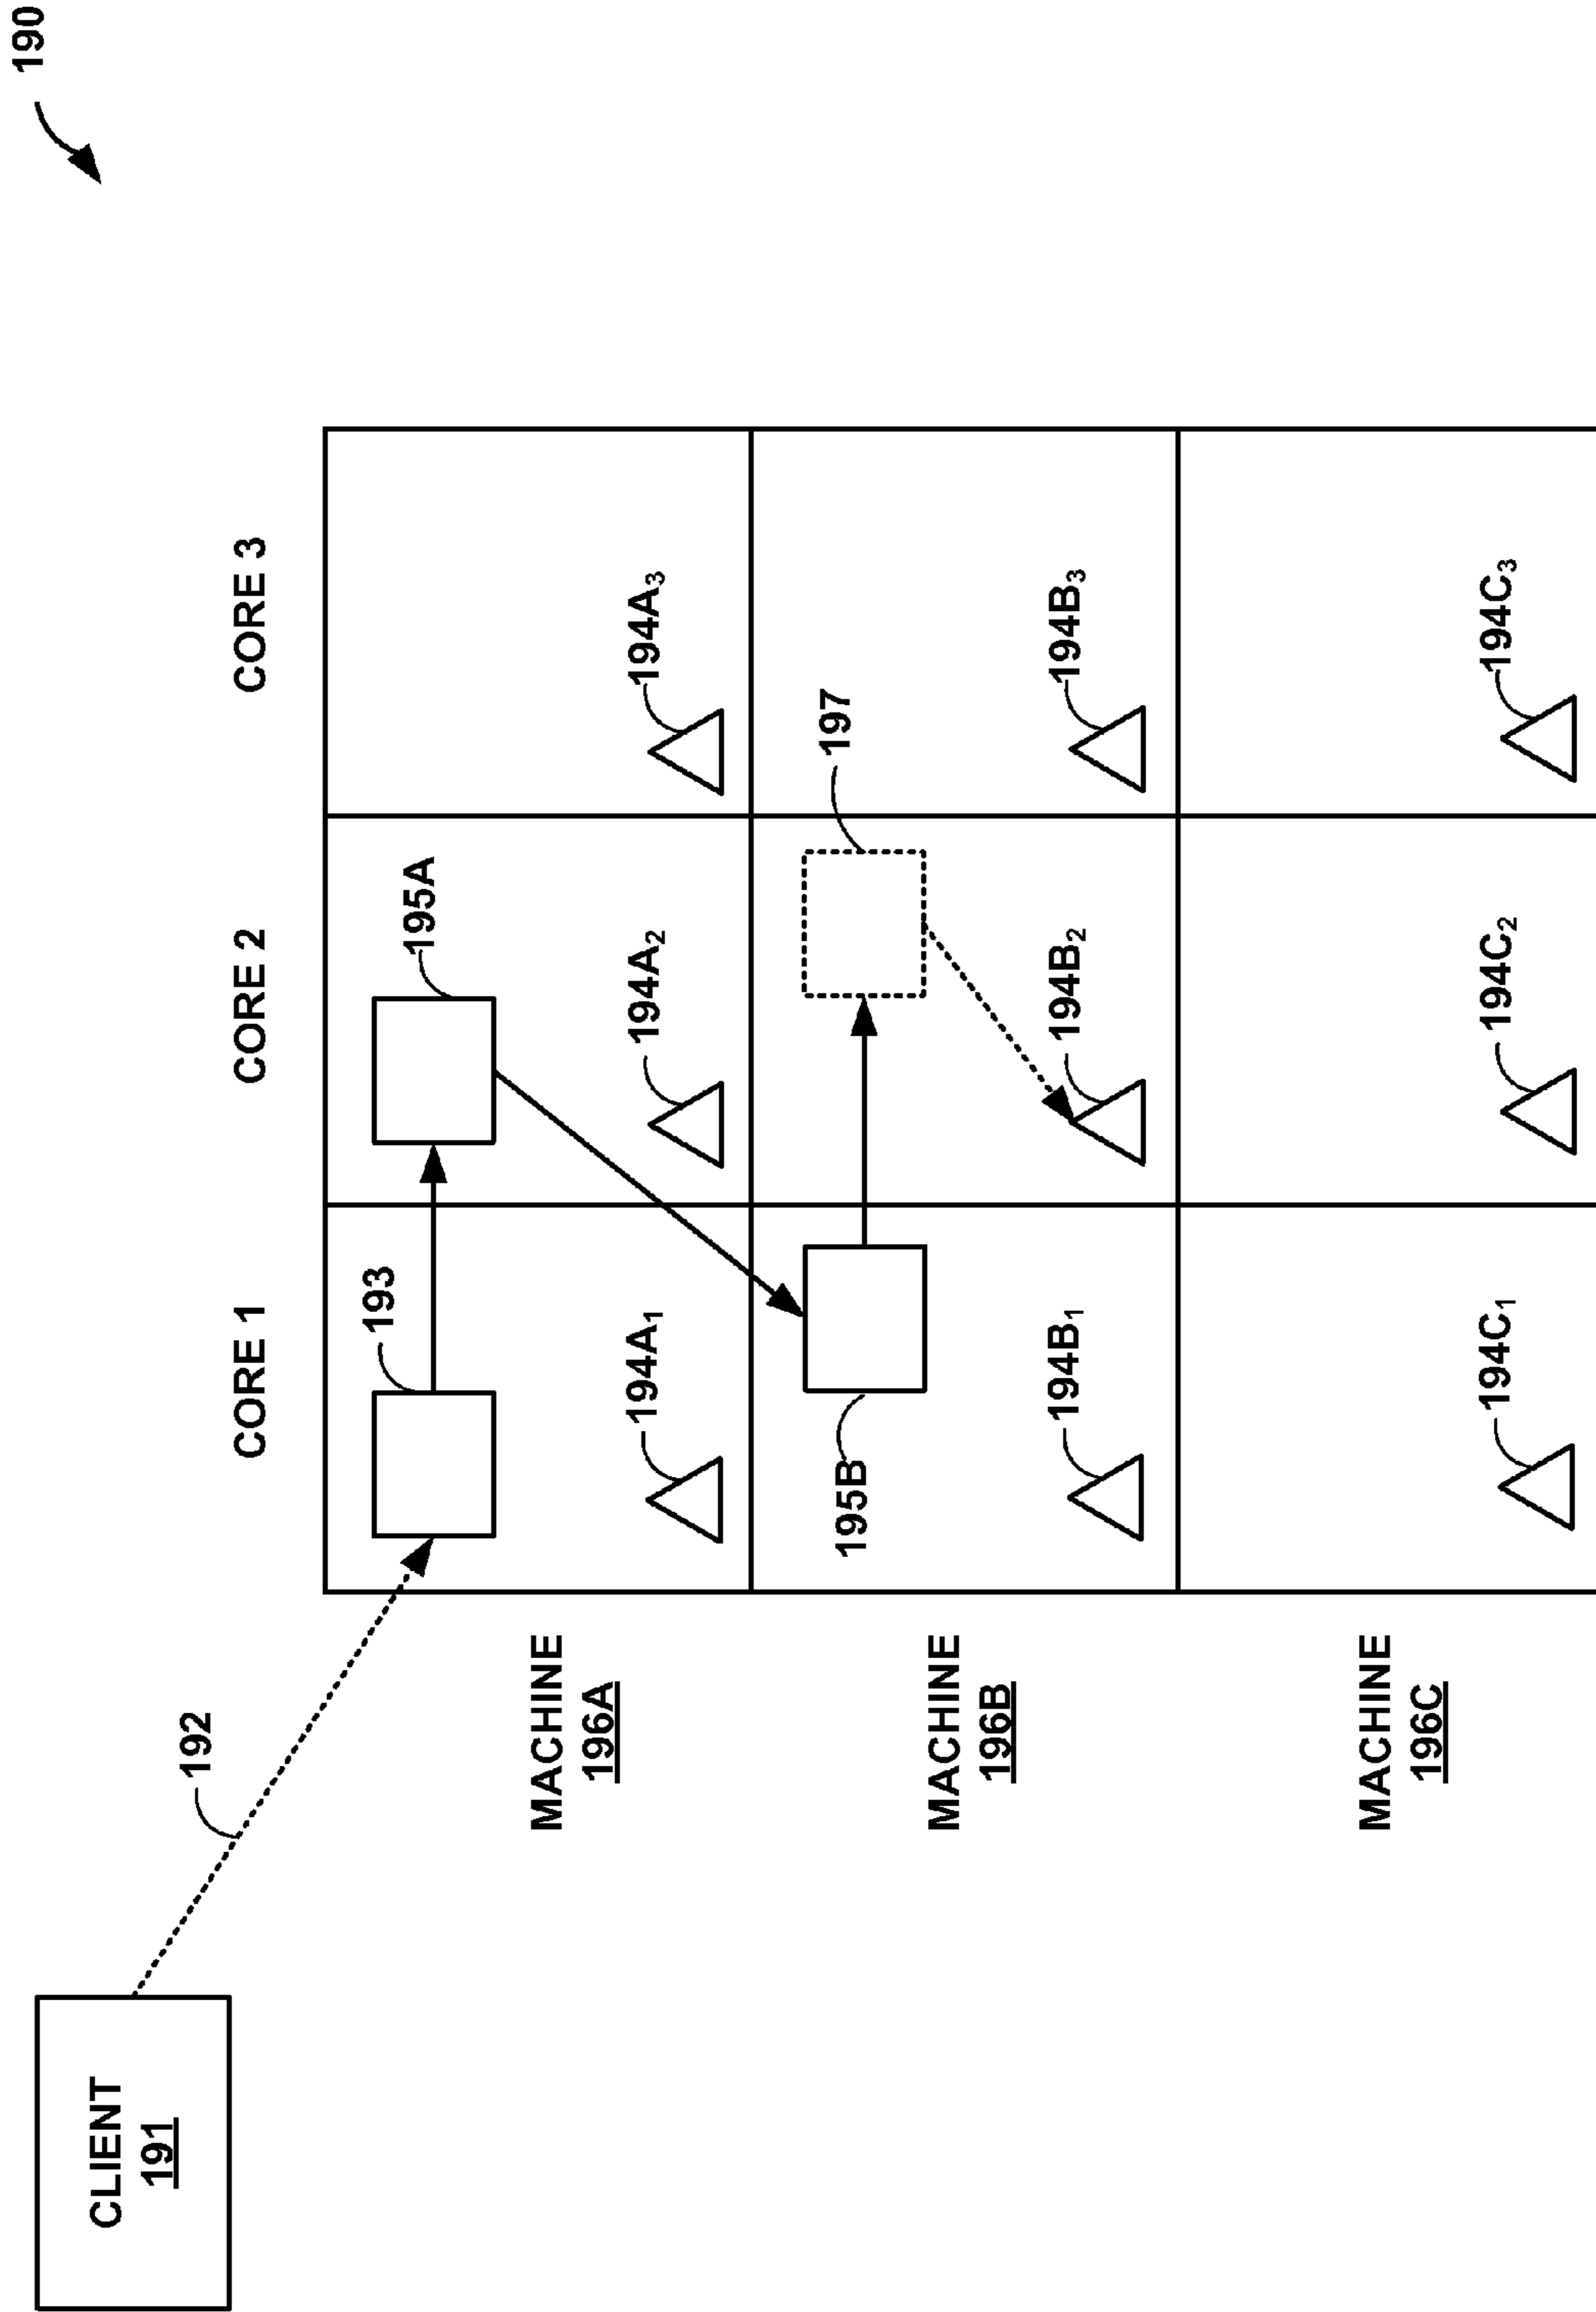 190
CLIENT
191
192
CORE 1
CORE 2
CORE 3
MACHINE
196A
193
195A
194A₁
194A₂
194A₃
MACHINE
196B
195B
197
194B₁
194B₂
194B₃
MACHINE
196C
194C₁
194C₂
194C₃